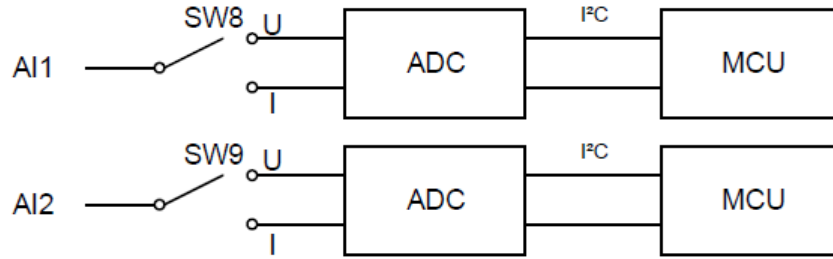 SW8 U I²C
AI1 ADC MCU
I
SW9 U I²C
AI2 ADC MCU
I